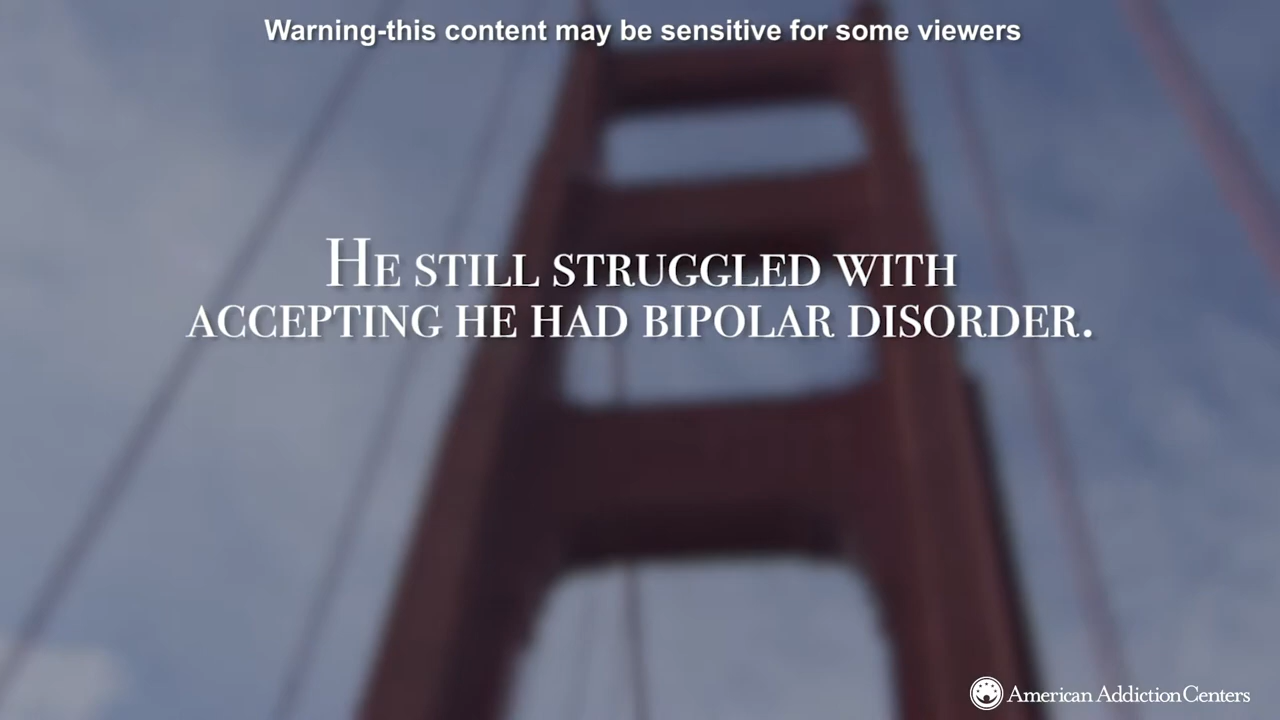 Warning-this content may be sensitive for some viewers
He still struggled with
accepting he had bipolar disorder.
American Addiction Centers